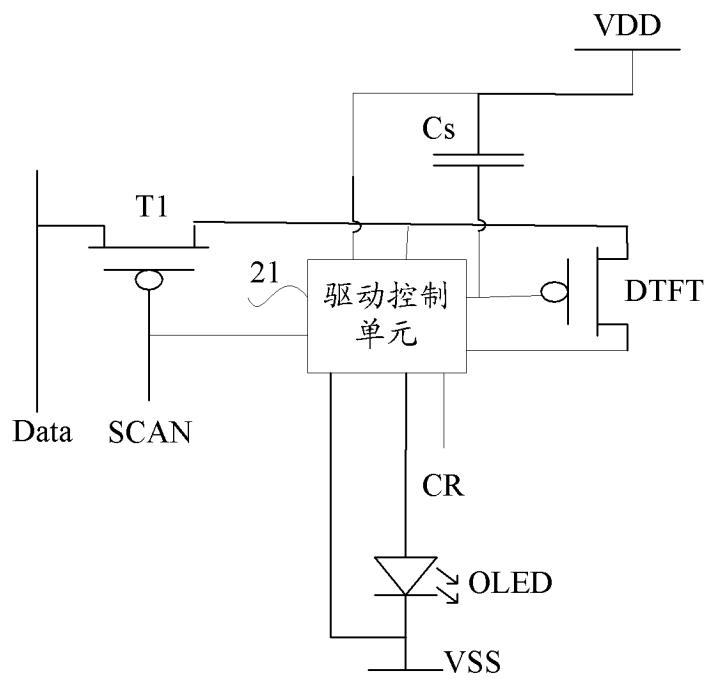 VDD
Cs
T1
21
驱动控制
单元
DTFT
Data
SCAN
CR
OLED
VSS